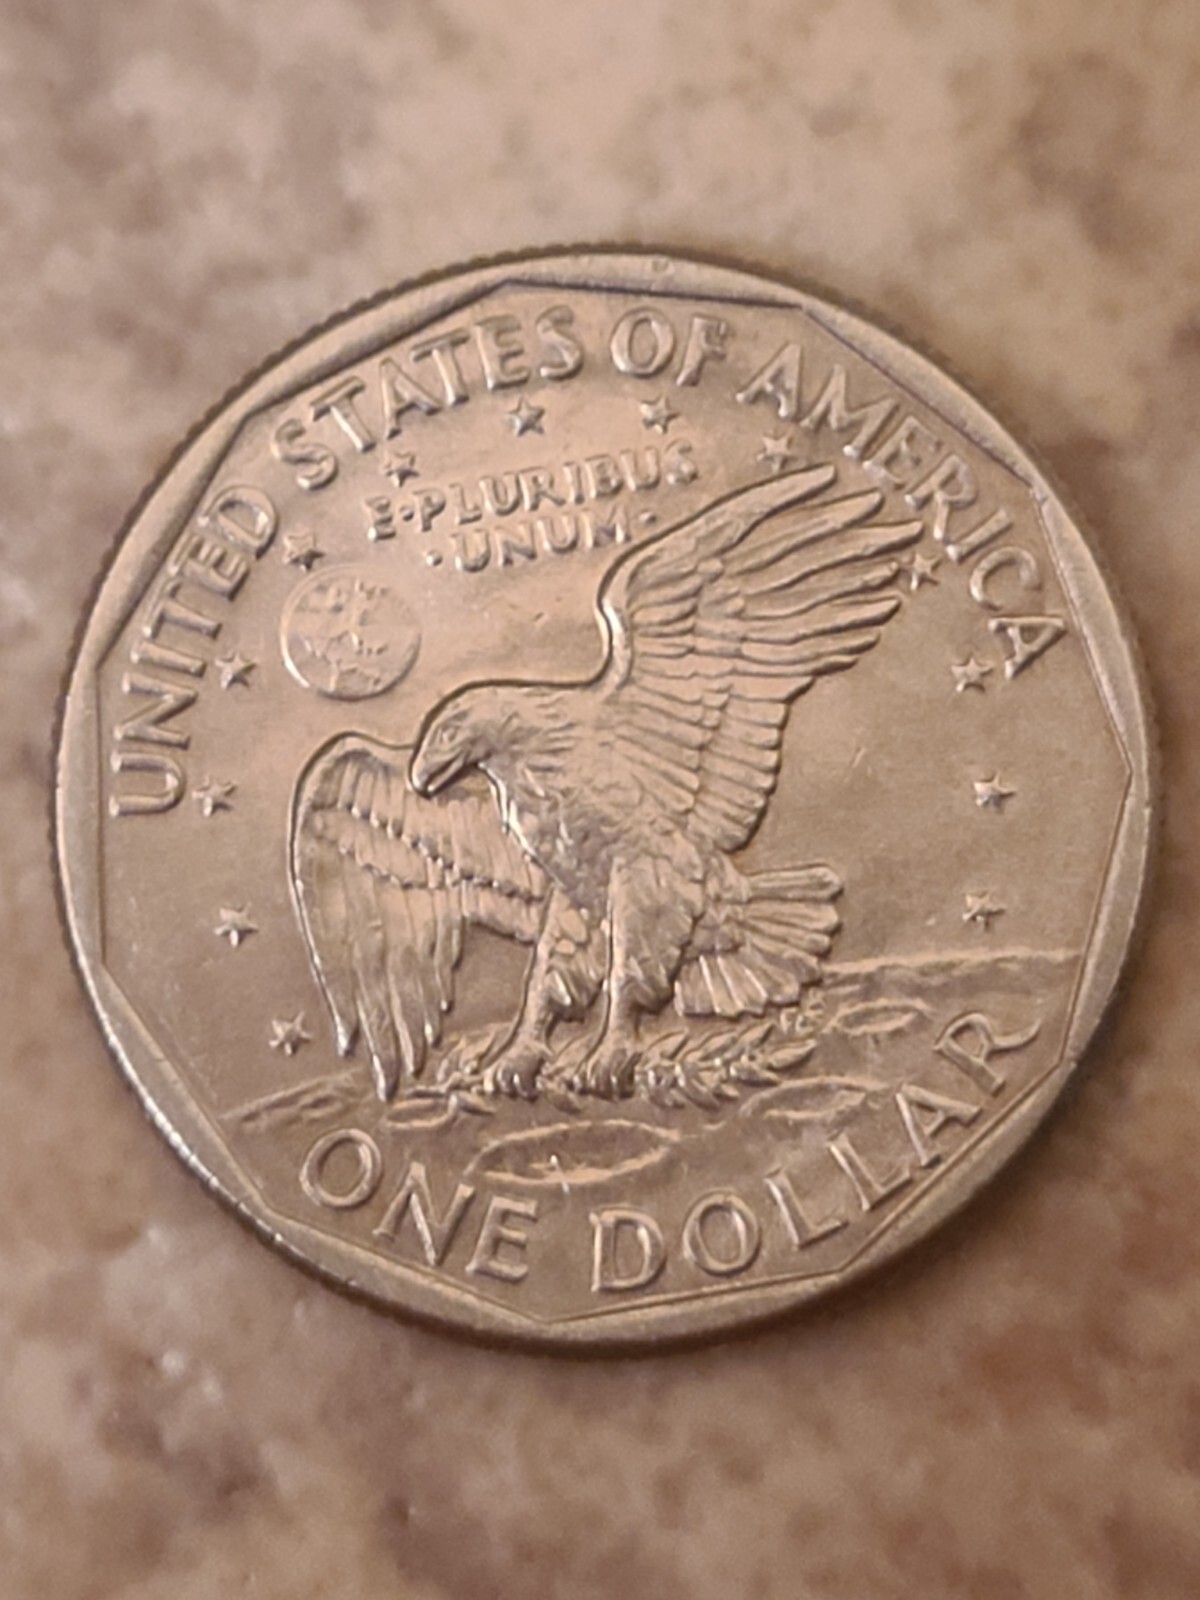 UNITED STATES OF AMERICA
E·PLURIBUS
·UNUM·
ONE DOLLAR